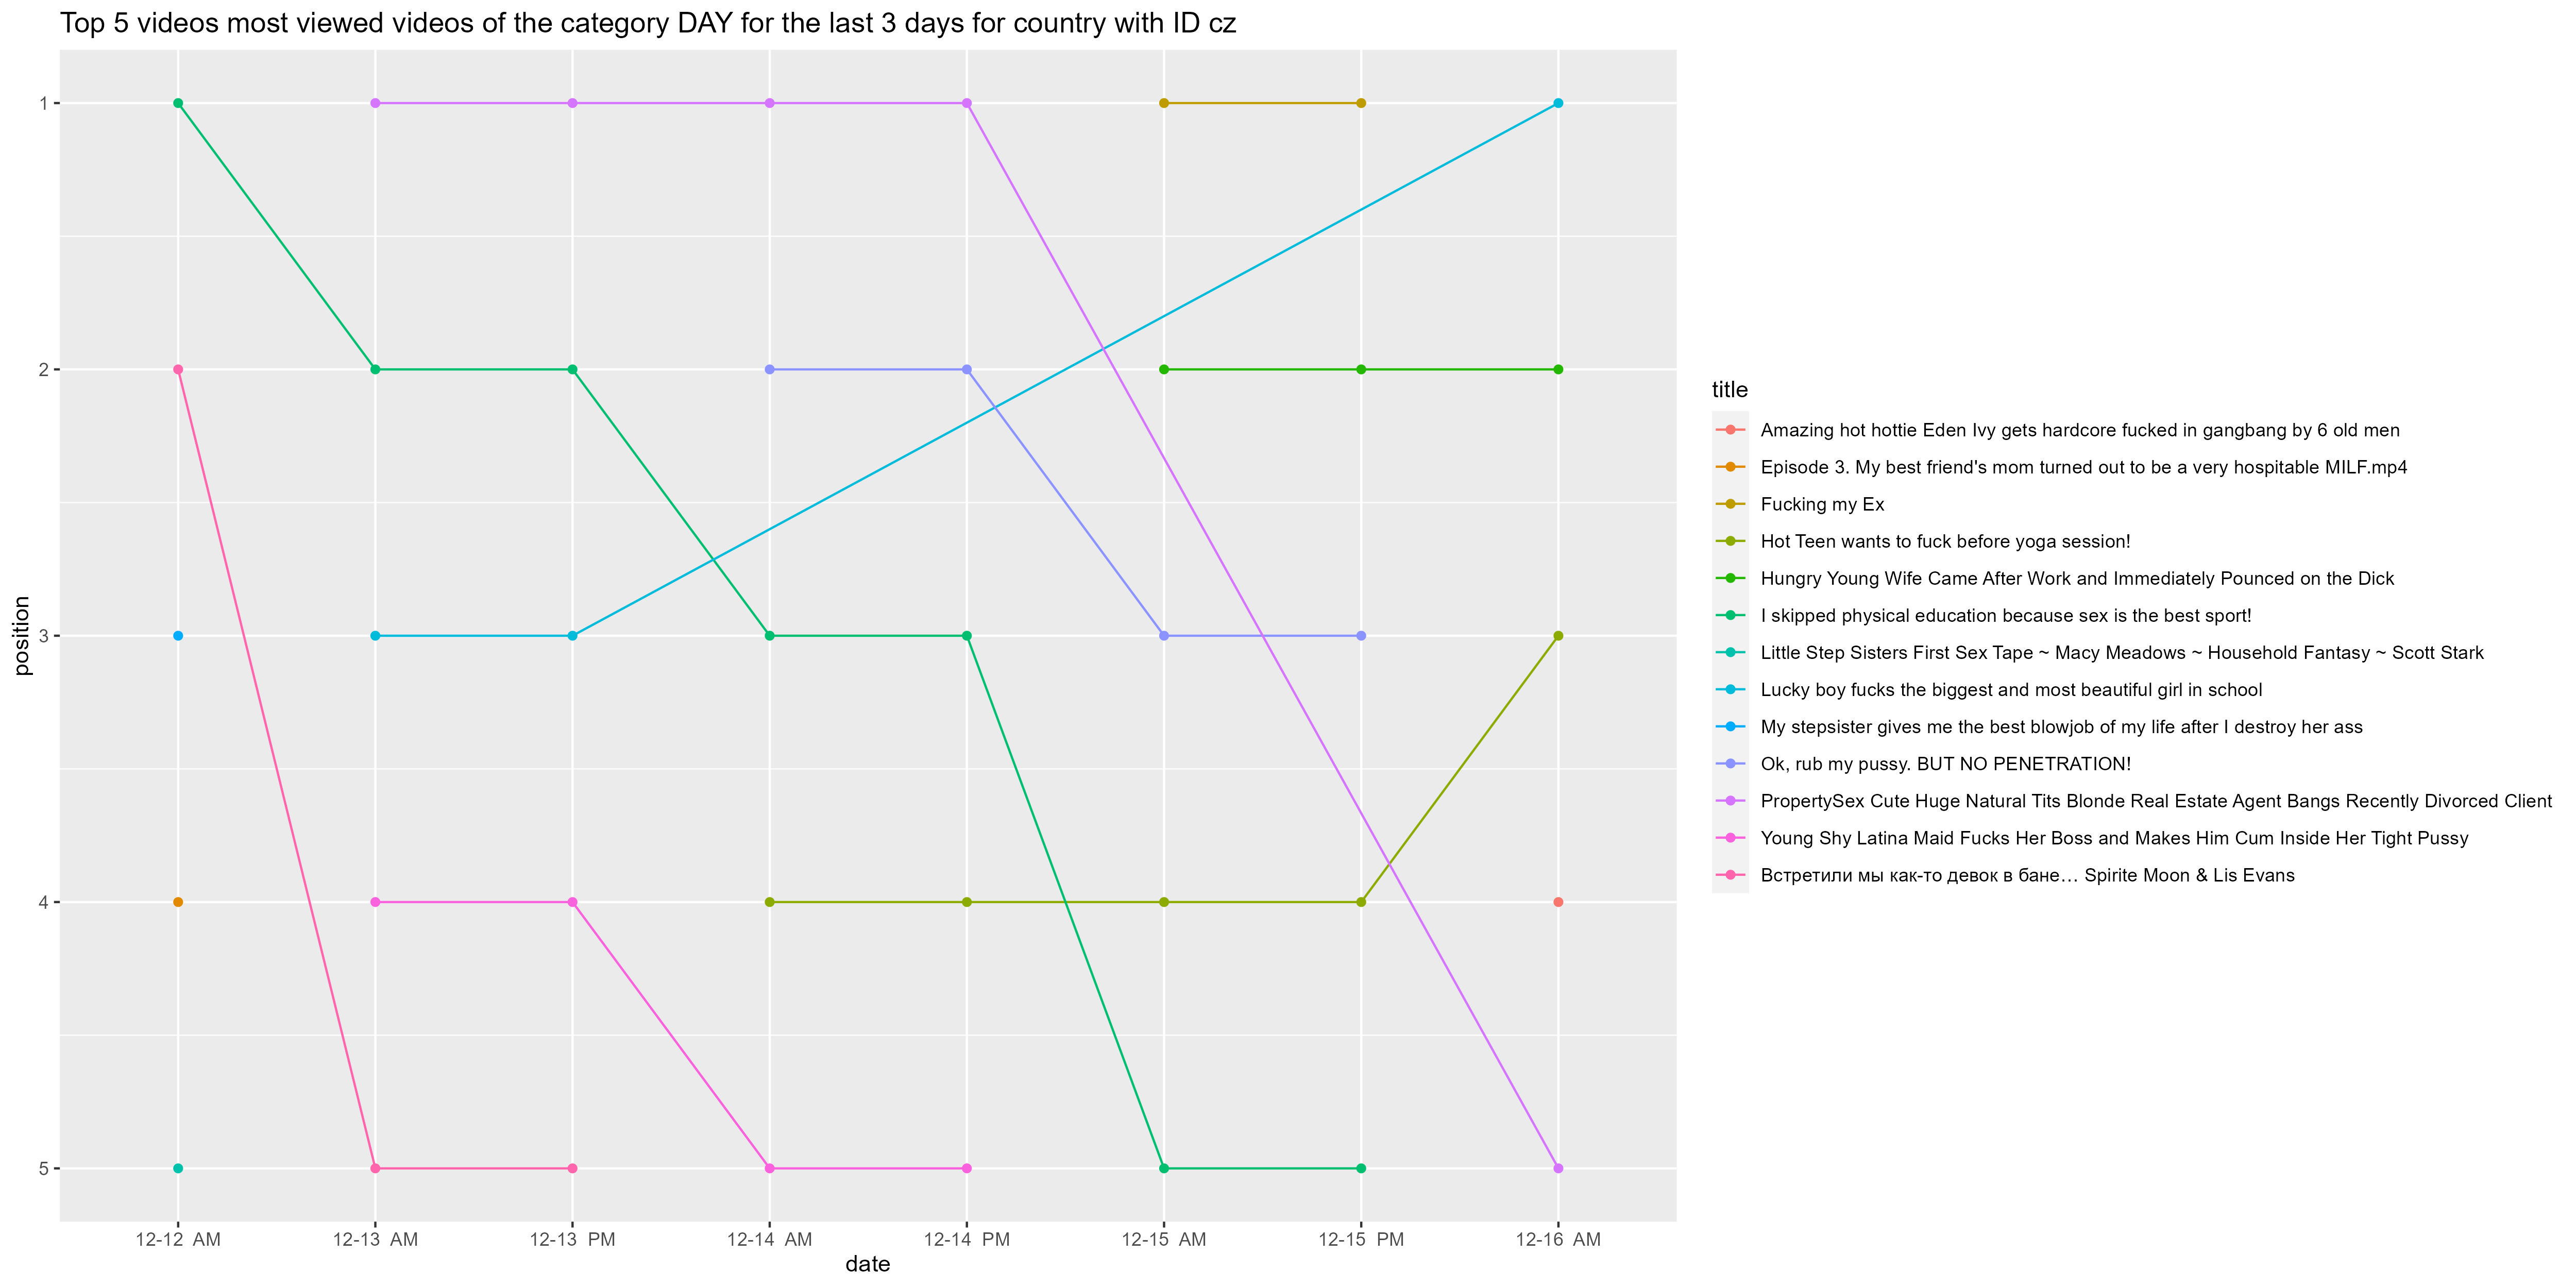 Top 5 videos most viewed videos of the category DAY for the last 3 days for country with ID cz
position
1
2
3
4
5
12-12 AM
12-13 AM
12-13 PM
12-14 AM
12-14 PM
12-15 AM
12-15 PM
12-16 AM
date
title
Amazing hot hottie Eden Ivy gets hardcore fucked in gangbang by 6 old men
Episode 3. My best friend's mom turned out to be a very hospitable MILF.mp4
Fucking my Ex
Hot Teen wants to fuck before yoga session!
Hungry Young Wife Came After Work and Immediately Pounced on the Dick
I skipped physical education because sex is the best sport!
Little Step Sisters First Sex Tape ~ Macy Meadows ~ Household Fantasy ~ Scott Stark
Lucky boy fucks the biggest and most beautiful girl in school
My stepsister gives me the best blowjob of my life after I destroy her ass
Ok, rub my pussy. BUT NO PENETRATION!
PropertySex Cute Huge Natural Tits Blonde Real Estate Agent Bangs Recently Divorced Client
Young Shy Latina Maid Fucks Her Boss and Makes Him Cum Inside Her Tight Pussy
Встретили мы как-то девок в бане… Spirite Moon & Lis Evans